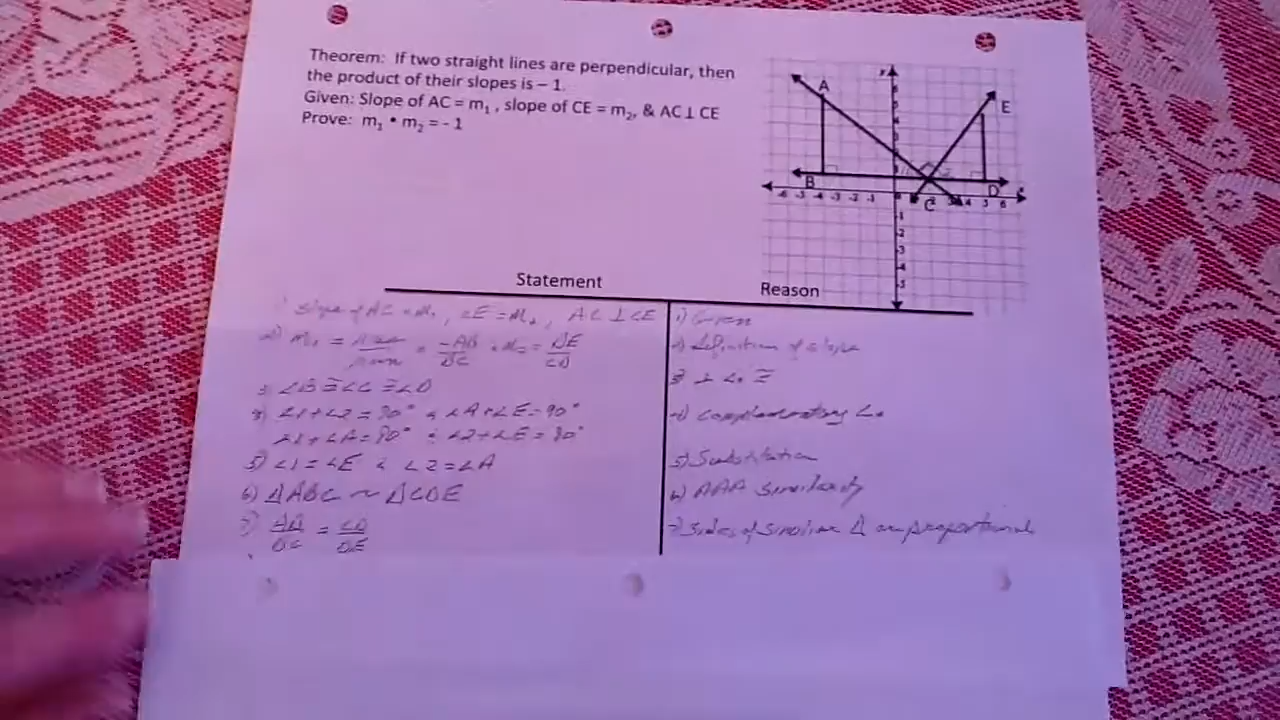 Theorem: If two straight lines are perpendicular, then
the product of their slopes is – 1.
Given: Slope of AC = m₁ , slope of CE = m₂, & AC ⊥ CE
Prove: m₁ • m₂ = - 1
A
E
B
D
C
Statement
Reason
Slope of AC = m₁, CE = m₂, AC ⊥ CE
1) Given
m₁ = = -AB/BC m₂ = DE/CD
2) Definition of slope
3) ∠B ≅ ∠C ≅ ∠D
3) ⊥ ∠s ≅
4) ∠1+∠2 = 90° & ∠A+∠E = 90°
4) Complementary ∠s
∠1+∠A = 90° & ∠2+∠E = 90°
5) ∠1 = ∠E & ∠2 = ∠A
5) Substitution
6) ΔABC ~ ΔCDE
6) AAA Similarity
7) AB/BC = CD/DE
7) Sides of similar Δ are proportional